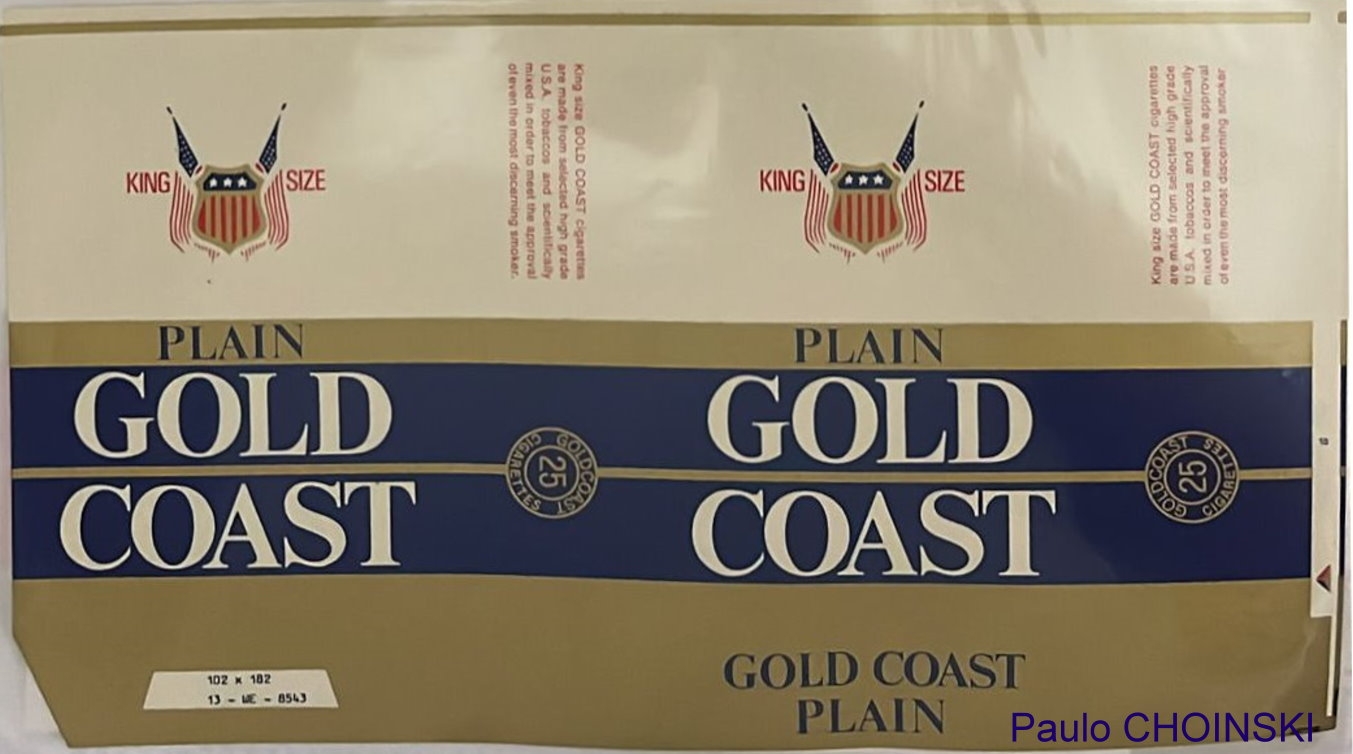 KING SIZE
King size GOLD COAST cigarettes
are made from selected high grade
U.S.A. tobaccos and scientifically
mixed in order to meet the approval
of even the most discerning smoker.
KING SIZE
King size GOLD COAST cigarettes
are made from selected high grade
U.S.A. tobaccos and scientifically
mixed in order to meet the approval
of even the most discerning smoker
PLAIN
GOLD
COAST
GOLDCOAST
25
CIGARETTES
PLAIN
GOLD
COAST
GOLDCOAST
25
CIGARETTES
102 x 182
13 - WE - 8543
GOLD COAST
PLAIN
Paulo CHOINSKI